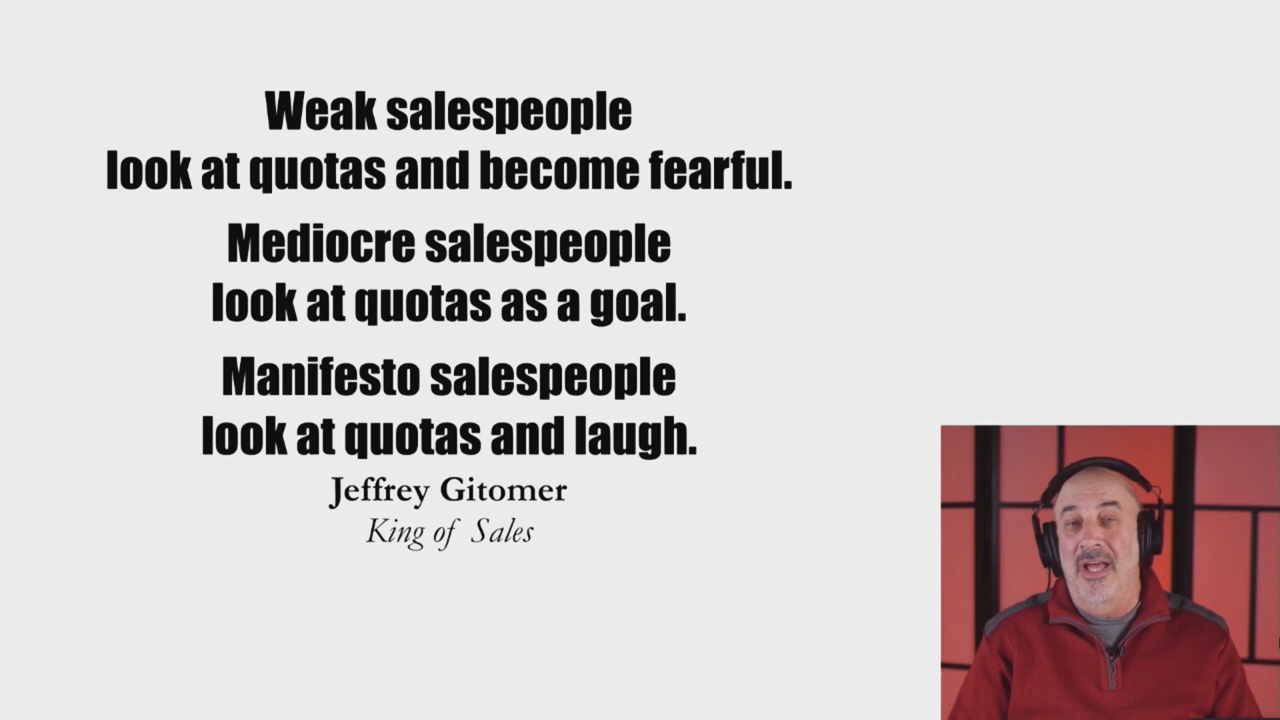 Weak salespeople
look at quotas and become fearful.
Mediocre salespeople
look at quotas as a goal.
Manifesto salespeople
look at quotas and laugh.
Jeffrey Gitomer
King of Sales